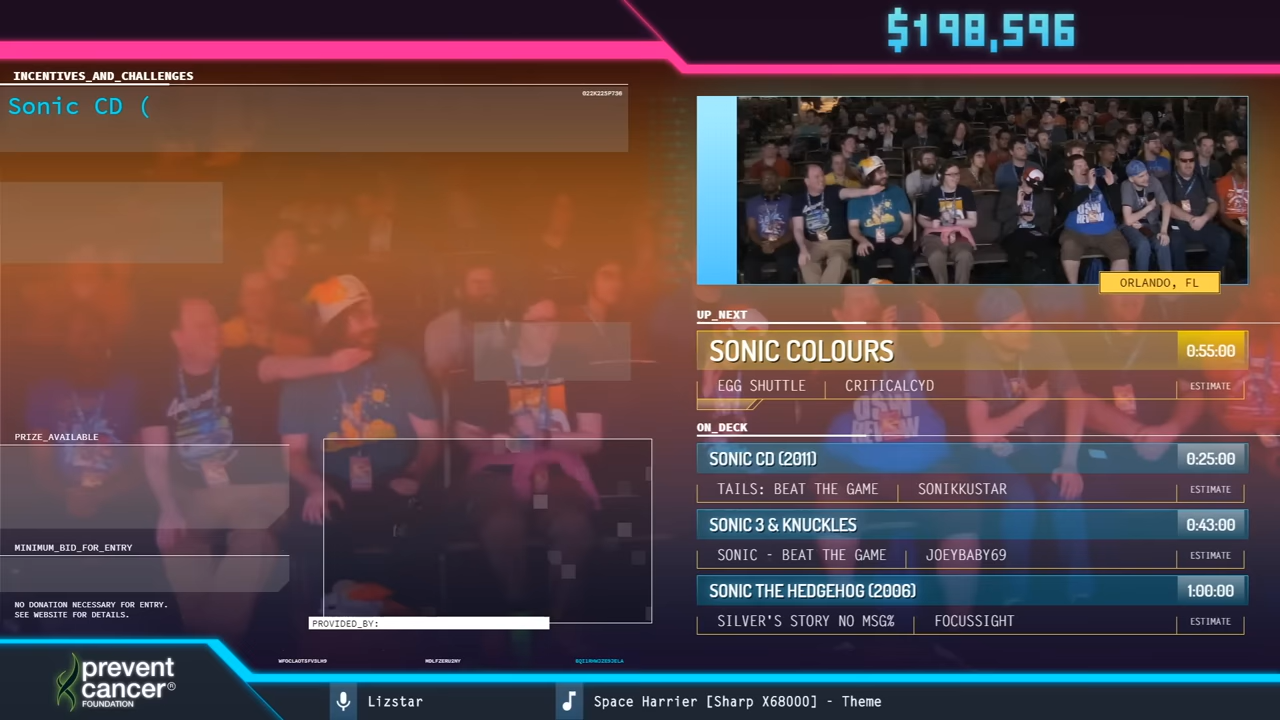 $198,596
INCENTIVES_AND_CHALLENGES
Sonic CD (
ORLANDO, FL
UP_NEXT
SONIC COLOURS 0:55:00
EGG SHUTTLE CRITICALCYD ESTIMATE
ON_DECK
SONIC CD (2011) 0:25:00
TAILS: BEAT THE GAME SONIKKUSTAR ESTIMATE
SONIC 3 & KNUCKLES 0:43:00
SONIC - BEAT THE GAME JOEYBABY69 ESTIMATE
SONIC THE HEDGEHOG (2006) 1:00:00
SILVER'S STORY NO MSG% FOCUSSIGHT ESTIMATE
PRIZE_AVAILABLE
MINIMUM_BID_FOR_ENTRY
NO DONATION NECESSARY FOR ENTRY.
SEE WEBSITE FOR DETAILS.
PROVIDED_BY:
prevent
cancer®
FOUNDATION
Lizstar
Space Harrier [Sharp X68000] - Theme